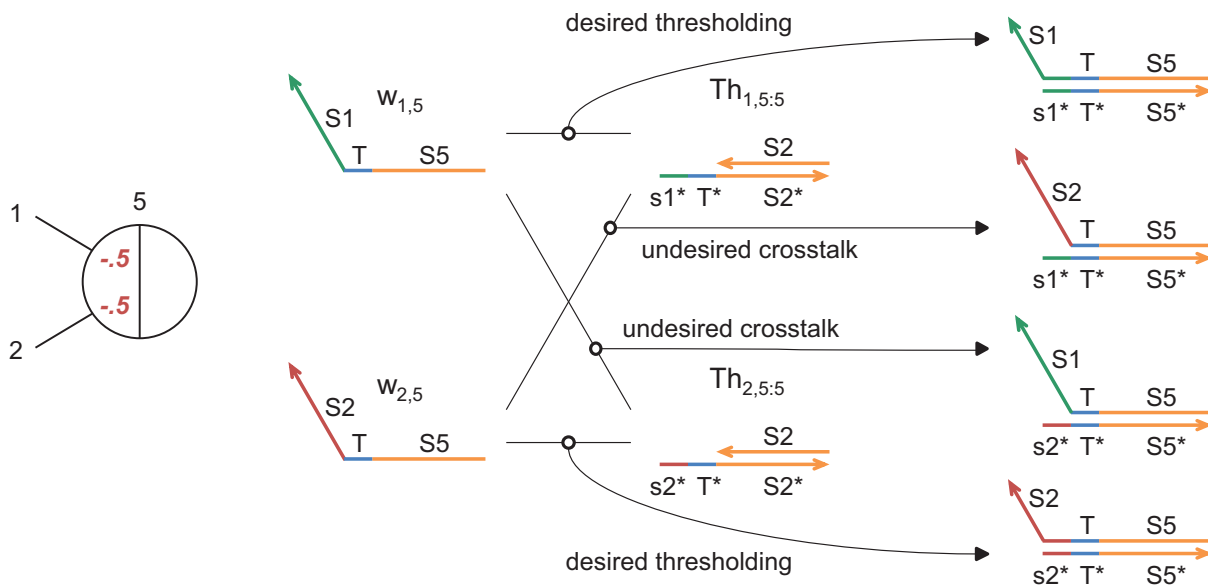 desired thresholding
S1
T S5
s1* T* S5*
w1,5
S1
T S5
Th1,5:5
S2
s1* T* S2*
S2
T S5
s1* T* S5*
undesired crosstalk
1
5
-.5
-.5
2
undesired crosstalk
S1
T S5
s2* T* S5*
w2,5
S2
T S5
Th2,5:5
S2
s2* T* S2*
S2
T S5
s2* T* S5*
desired thresholding